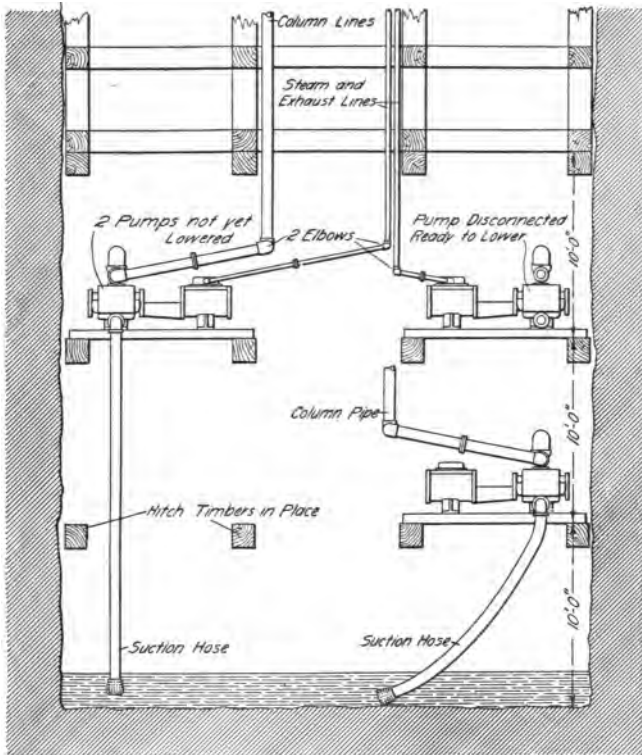 Column Lines
Steam and
Exhaust Lines
2 Pumps not yet
Lowered
2 Elbows
Pump Disconnected
Ready to Lower
10'-0"
Column Pipe
10'-0"
Hitch Timbers in Place
10'-0"
Suction Hose
Suction Hose